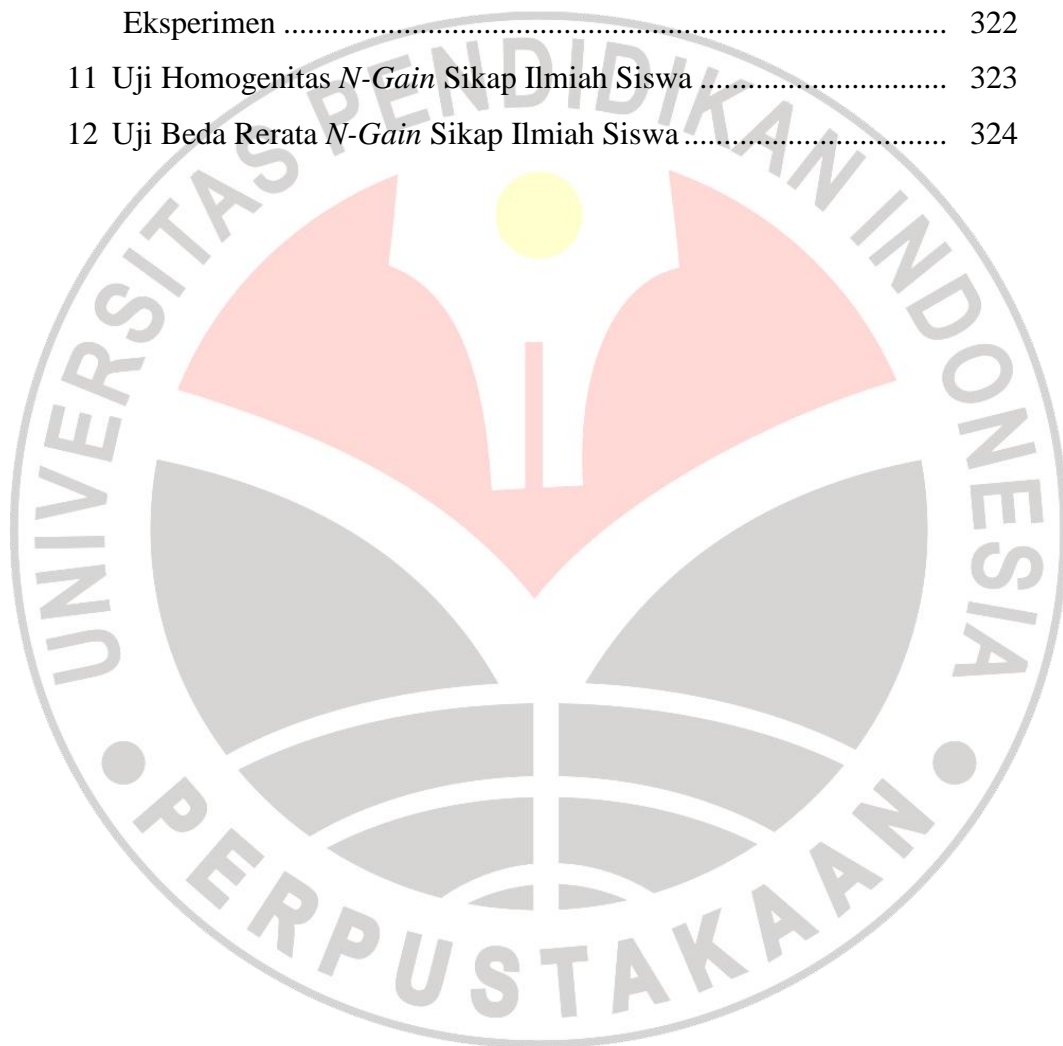 Eksperimen ................................................................................ 322
11 Uji Homogenitas N-Gain Sikap Ilmiah Siswa .............................. 323
12 Uji Beda Rerata N-Gain Sikap Ilmiah Siswa ................................ 324
UNIVERSITAS PENDIDIKAN INDONESIA
PERPUSTAKAAN